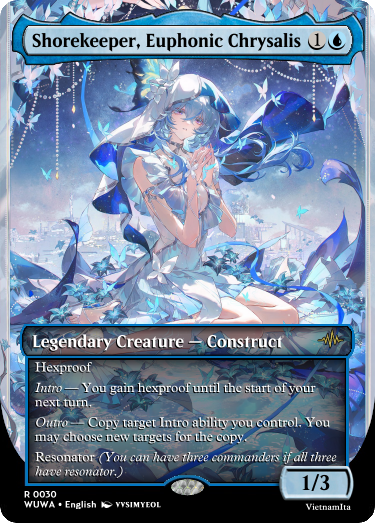 Shorekeeper, Euphonic Chrysalis 1
Legendary Creature — Construct
Hexproof
Intro — You gain hexproof until the start of your
next turn.
Outro — Copy target Intro ability you control. You
may choose new targets for the copy.
Resonator (You can have three commanders if all three
have resonator.)
1/3
R 0030
WUWA • English YVSIMYEOL
VietnamIta